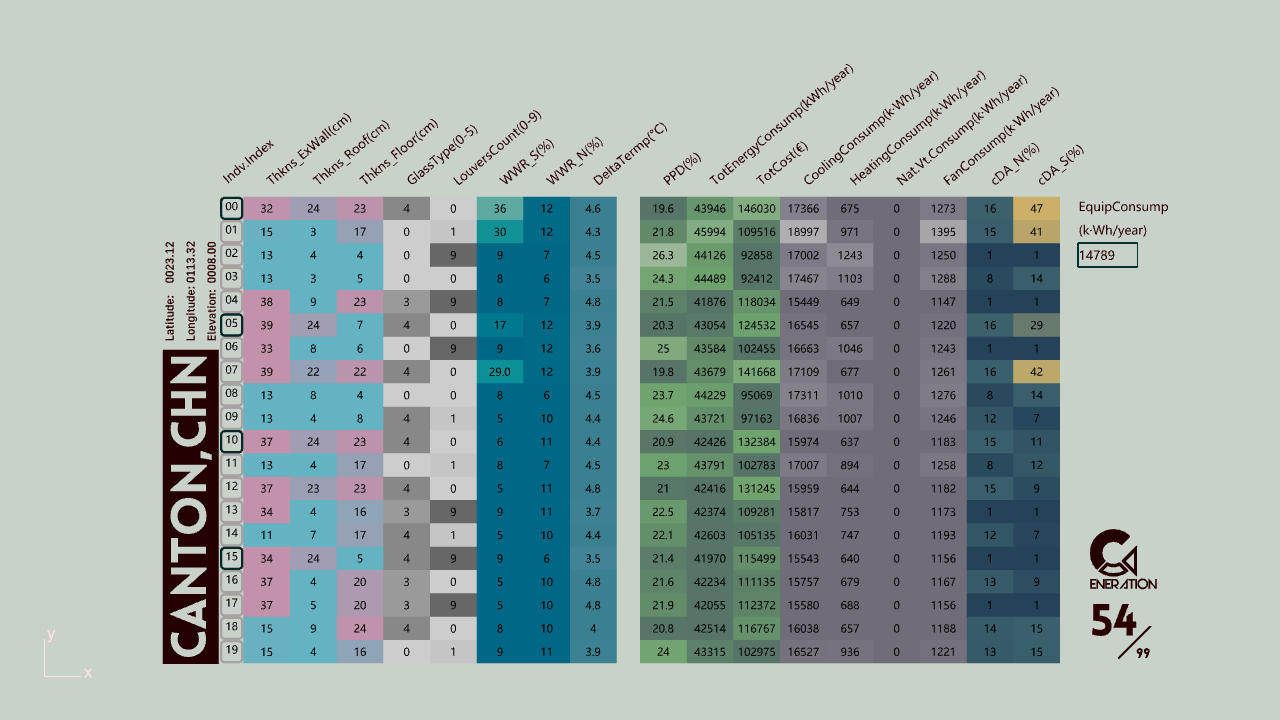 Indv.Index Thkns_ExWall(cm) Thkns_Roof(cm) Thkns_Floor(cm) GlassType(0-5) LouversCount(0-9) WWR_S(%) WWR_N(%) DeltaTermp(°C) PPD(%) TotEnergyConsump(kWh/year) TotCost(€) CoolingConsump(k·Wh/year) HeatingConsump(k·Wh/year) Nat.Vt.Consump(k·Wh/year) FanConsump(k·Wh/year) cDA_N(%) cDA_S(%)
00 32 24 23 4 0 36 12 4.6 19.6 43946 146030 17366 675 0 1273 16 47
01 15 3 17 0 1 30 12 4.3 21.8 45994 109516 18997 971 0 1395 15 41
02 13 4 4 0 9 9 7 4.5 26.3 44126 92858 17002 1243 0 1250 1 1
03 13 3 5 0 0 8 6 3.5 24.3 44489 92412 17467 1103 0 1288 8 14
04 38 9 23 3 9 8 7 4.8 21.5 41876 118034 15449 649 0 1147 1 1
05 39 24 7 4 0 17 12 3.9 20.3 43054 124532 16545 657 0 1220 16 29
06 33 8 6 0 9 9 12 3.6 25 43584 102455 16663 1046 0 1243 1 1
07 39 22 22 4 0 29.0 12 3.9 19.8 43679 141668 17109 677 0 1261 16 42
08 13 8 4 0 0 8 6 4.5 23.7 44229 95069 17311 1010 0 1276 8 14
09 13 4 8 4 1 5 10 4.4 24.6 43721 97163 16836 1007 0 1246 12 7
10 37 24 23 4 0 6 11 4.4 20.9 42426 132384 15974 637 0 1183 15 11
11 13 4 17 0 1 8 7 4.5 23 43791 102783 17007 894 0 1258 8 12
12 37 23 23 4 0 5 11 4.8 21 42416 131245 15959 644 0 1182 15 9
13 34 4 16 3 9 9 11 3.7 22.5 42374 109281 15817 753 0 1173 1 1
14 11 7 17 4 1 5 10 4.4 22.1 42603 105135 16031 747 0 1193 12 7
15 34 24 5 4 9 9 6 3.5 21.4 41970 115499 15543 640 0 1156 1 1
16 37 4 20 3 0 5 10 4.8 21.6 42234 111135 15757 679 0 1167 13 9
17 37 5 20 3 9 5 10 4.8 21.9 42055 112372 15580 688 0 1156 1 1
18 15 9 24 4 0 8 10 4 20.8 42514 116767 16038 657 0 1188 14 15
19 15 4 16 0 1 9 11 3.9 24 43315 102975 16527 936 0 1221 13 15
EquipConsump
(k·Wh/year)
14789
Latitude: 0023.12
Longitude: 0113.32
Elevation: 0008.00
CANTON,CHN
ENERATION
54/99
y
x